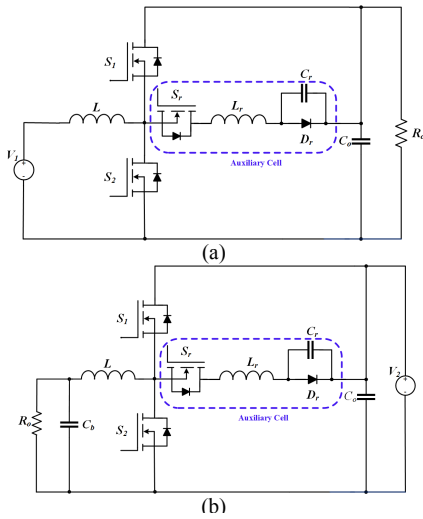 S1
Sr
Cr
Lr
L
Dr
Co
Ro
V1
Auxiliary Cell
S2
(a)
S1
Sr
Cr
Lr
L
Dr
Co
V2
Auxiliary Cell
Ro
Cb
S2
(b)